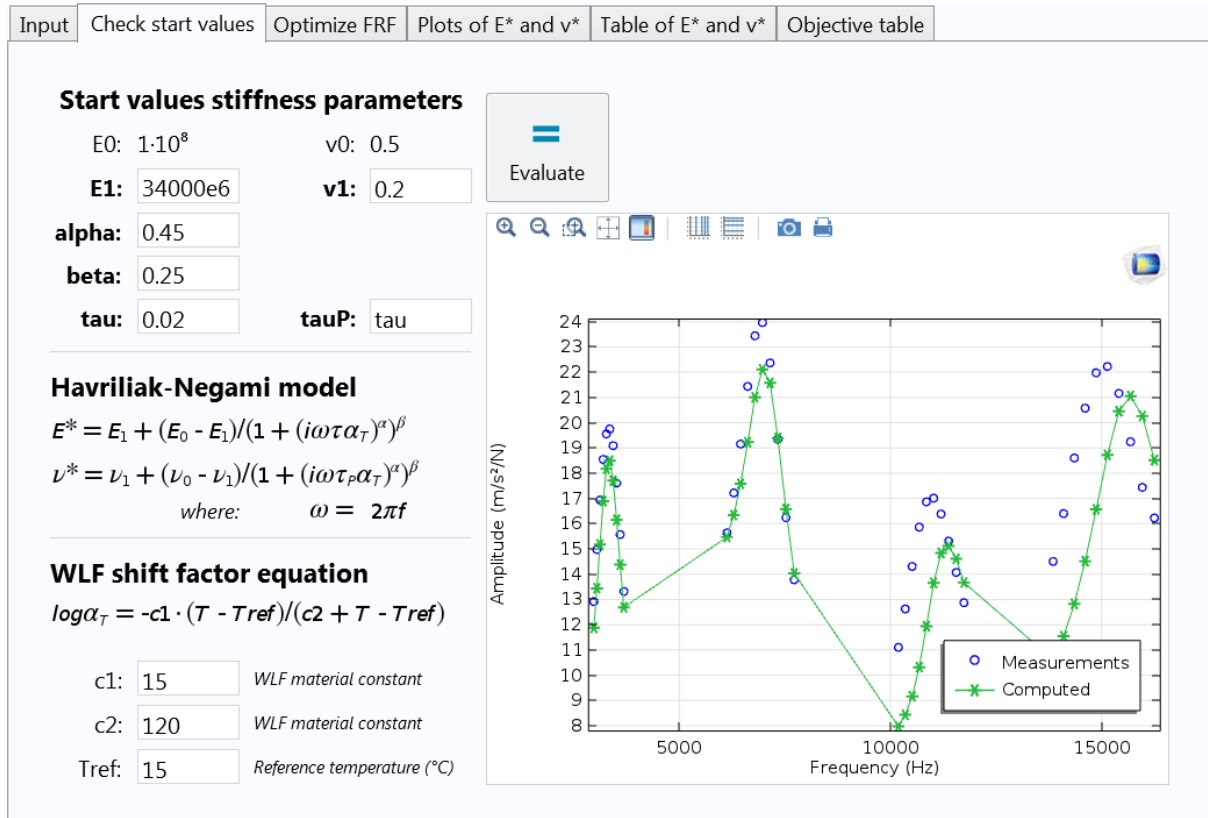 Input Check start values Optimize FRF Plots of E* and v* Table of E* and v* Objective table
Start values stiffness parameters
E0: 1·10⁸ v0: 0.5
E1: 34000e6 v1: 0.2
alpha: 0.45
beta: 0.25
tau: 0.02 tauP: tau
Havriliak-Negami model
E* = E₁ + (E₀ - E₁)/(1 + (iωτα_T)^α)^β
ν* = ν₁ + (ν₀ - ν₁)/(1 + (iωτ_Pα_T)^α)^β
where: ω = 2πf
WLF shift factor equation
logα_T = -c1·(T - Tref)/(c2 + T - Tref)
c1: 15 WLF material constant
c2: 120 WLF material constant
Tref: 15 Reference temperature (°C)
=
Evaluate
24
23
22
21
20
19
18
17
16
15
14
13
12
11
10
9
8
Amplitude (m/s²/N)
5000 10000 15000
Frequency (Hz)
Measurements
Computed